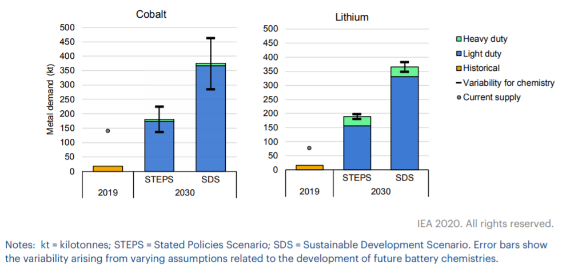 Cobalt
Metal demand (kt)
500
450
400
350
300
250
200
150
100
50
0
STEPS SDS
2019 2030
Lithium
500
450
400
350
300
250
200
150
100
50
0
STEPS SDS
2019 2030
Heavy duty
Light duty
Historical
Variability for chemistry
Current supply
IEA 2020. All rights reserved.
Notes: kt = kilotonnes; STEPS = Stated Policies Scenario; SDS = Sustainable Development Scenario. Error bars show
the variability arising from varying assumptions related to the development of future battery chemistries.